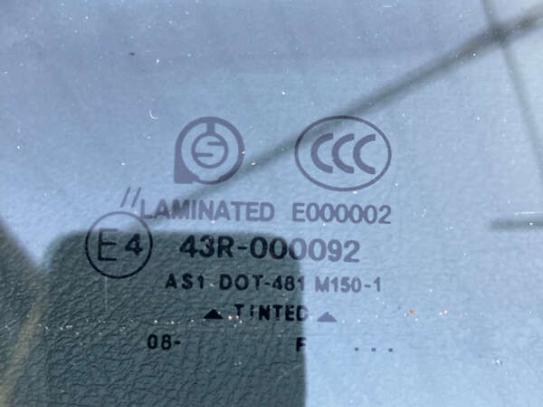 CCC
//LAMINATED E000002
E4 43R-000092
AS1 DOT-481 M150-1
▲ TINTED ▲
08- F ...